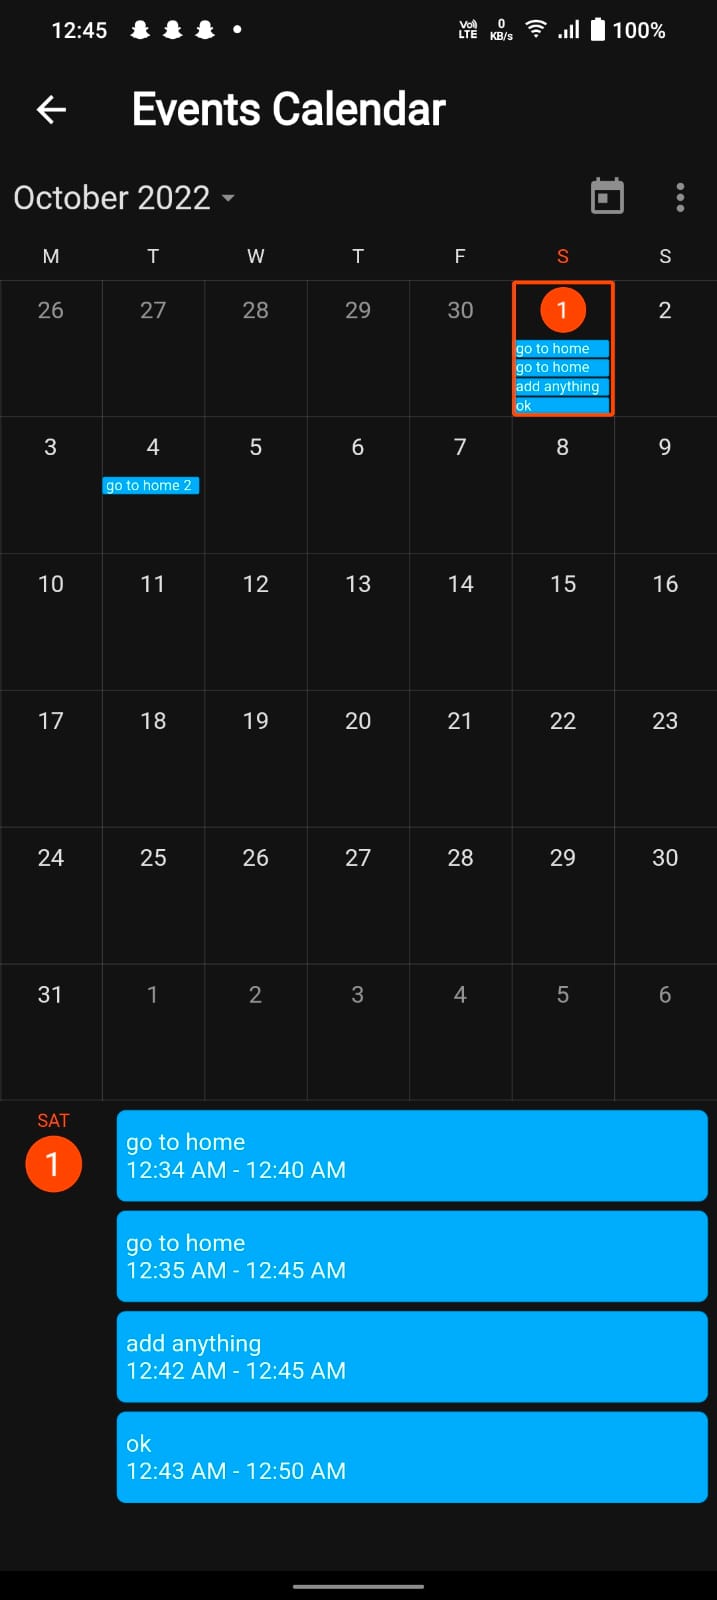 12:45 Vo) LTE 0 KB/s 100%
Events Calendar
October 2022
M T W T F S S
26 27 28 29 30 1 2
go to home
go to home
add anything
ok
3 4 5 6 7 8 9
go to home 2
10 11 12 13 14 15 16
17 18 19 20 21 22 23
24 25 26 27 28 29 30
31 1 2 3 4 5 6
SAT
1
go to home
12:34 AM - 12:40 AM
go to home
12:35 AM - 12:45 AM
add anything
12:42 AM - 12:45 AM
ok
12:43 AM - 12:50 AM